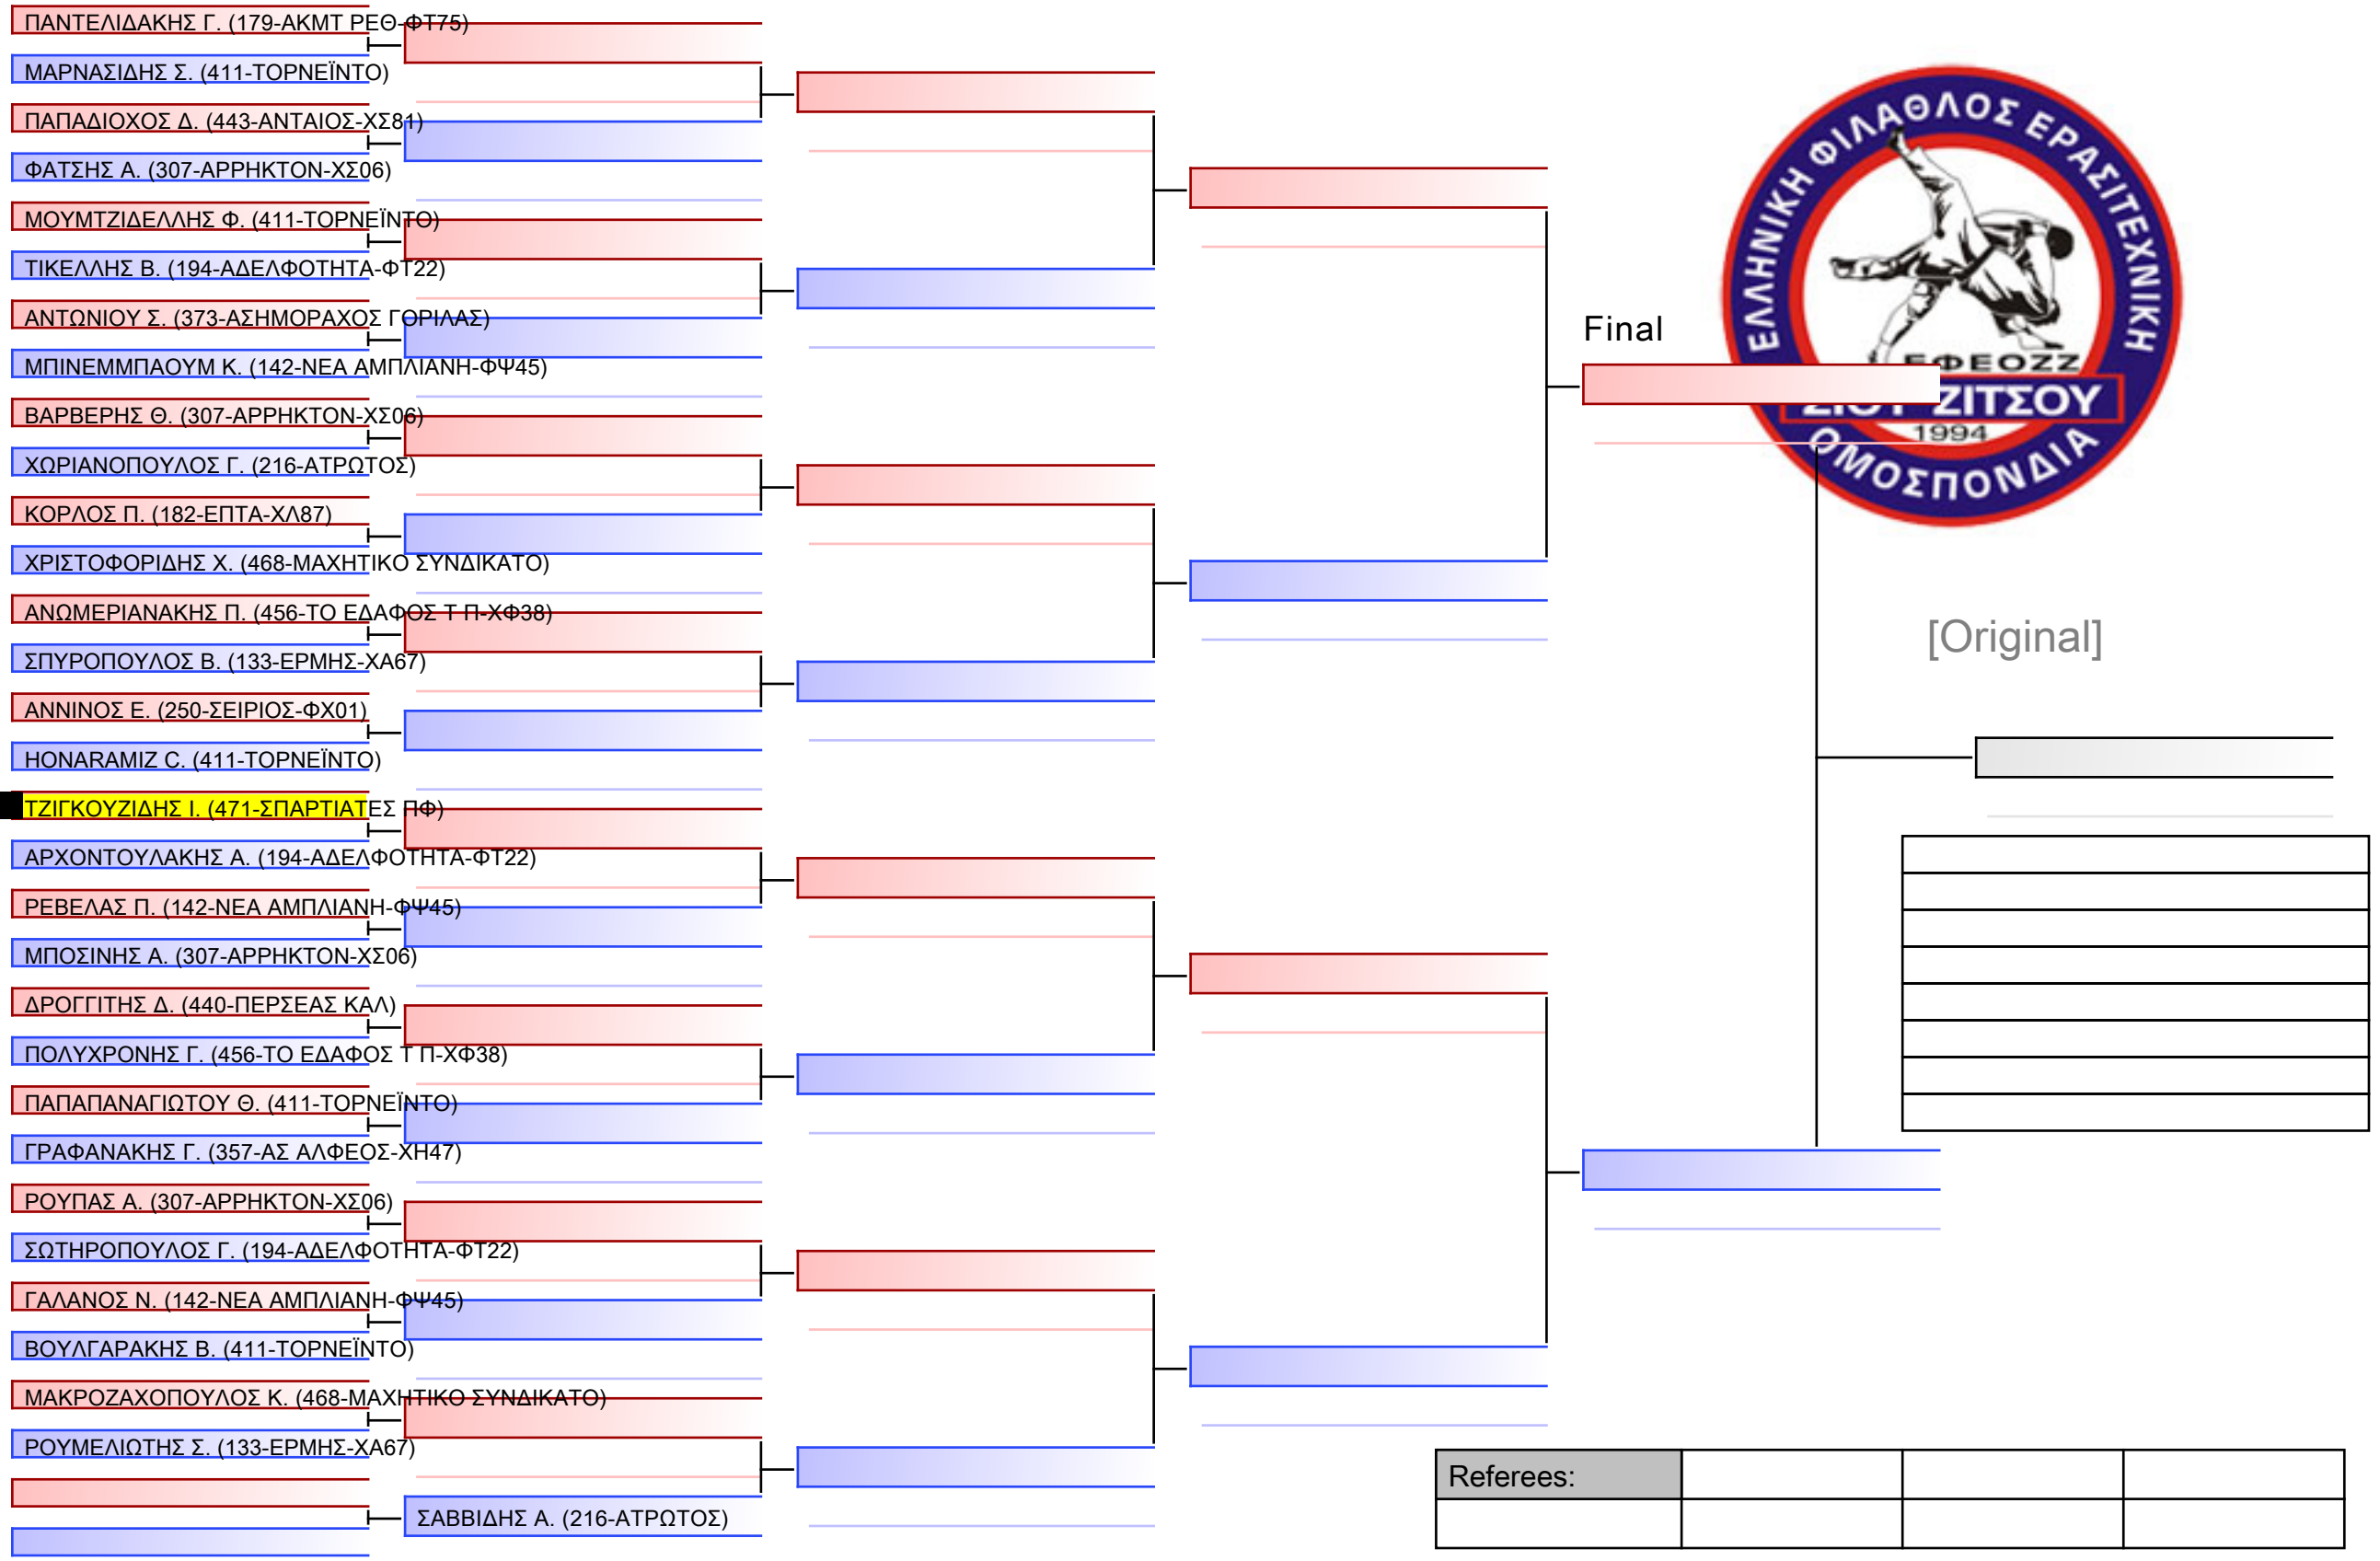 ΠΑΝΤΕΛΙΔΑΚΗΣ Γ. (179-ΑΚΜΤ ΡΕΘ-ΦΤ75)
ΜΑΡΝΑΣΙΔΗΣ Σ. (411-ΤΟΡΝΕΪΝΤΟ)
ΠΑΠΑΔΙΟΧΟΣ Δ. (443-ΑΝΤΑΙΟΣ-ΧΣ81)
ΦΑΤΣΗΣ Α. (307-ΑΡΡΗΚΤΟΝ-ΧΣ06)
ΜΟΥΜΤΖΙΔΕΛΛΗΣ Φ. (411-ΤΟΡΝΕΪΝΤΟ)
ΤΙΚΕΛΛΗΣ Β. (194-ΑΔΕΛΦΟΤΗΤΑ-ΦΤ22)
ΑΝΤΩΝΙΟΥ Σ. (373-ΑΣΗΜΟΡΑΧΟΣ ΓΟΡΙΛΑΣ)
ΜΠΙΝΕΜΜΠΑΟΥΜ Κ. (142-ΝΕΑ ΑΜΠΛΙΑΝΗ-ΦΨ45)
ΒΑΡΒΕΡΗΣ Θ. (307-ΑΡΡΗΚΤΟΝ-ΧΣ06)
ΧΩΡΙΑΝΟΠΟΥΛΟΣ Γ. (216-ΑΤΡΩΤΟΣ)
ΚΟΡΛΟΣ Π. (182-ΕΠΤΑ-ΧΛ87)
ΧΡΙΣΤΟΦΟΡΙΔΗΣ Χ. (468-ΜΑΧΗΤΙΚΟ ΣΥΝΔΙΚΑΤΟ)
ΑΝΩΜΕΡΙΑΝΑΚΗΣ Π. (456-ΤΟ ΕΔΑΦΟΣ Τ Π-ΧΦ38)
ΣΠΥΡΟΠΟΥΛΟΣ Β. (133-ΕΡΜΗΣ-ΧΑ67)
ΑΝΝΙΝΟΣ Ε. (250-ΣΕΙΡΙΟΣ-ΦΧ01)
HONARAMIZ C. (411-ΤΟΡΝΕΪΝΤΟ)
ΤΖΙΓΚΟΥΖΙΔΗΣ Ι. (471-ΣΠΑΡΤΙΑΤΕΣ ΠΦ)
ΑΡΧΟΝΤΟΥΛΑΚΗΣ Α. (194-ΑΔΕΛΦΟΤΗΤΑ-ΦΤ22)
ΡΕΒΕΛΑΣ Π. (142-ΝΕΑ ΑΜΠΛΙΑΝΗ-ΦΨ45)
ΜΠΟΣΙΝΗΣ Α. (307-ΑΡΡΗΚΤΟΝ-ΧΣ06)
ΔΡΟΓΓΙΤΗΣ Δ. (440-ΠΕΡΣΕΑΣ ΚΑΛ)
ΠΟΛΥΧΡΟΝΗΣ Γ. (456-ΤΟ ΕΔΑΦΟΣ Τ Π-ΧΦ38)
ΠΑΠΑΠΑΝΑΓΙΩΤΟΥ Θ. (411-ΤΟΡΝΕΪΝΤΟ)
ΓΡΑΦΑΝΑΚΗΣ Γ. (357-ΑΣ ΑΛΦΕΟΣ-ΧΗ47)
ΡΟΥΠΑΣ Α. (307-ΑΡΡΗΚΤΟΝ-ΧΣ06)
ΣΩΤΗΡΟΠΟΥΛΟΣ Γ. (194-ΑΔΕΛΦΟΤΗΤΑ-ΦΤ22)
ΓΑΛΑΝΟΣ Ν. (142-ΝΕΑ ΑΜΠΛΙΑΝΗ-ΦΨ45)
ΒΟΥΛΓΑΡΑΚΗΣ Β. (411-ΤΟΡΝΕΪΝΤΟ)
ΜΑΚΡΟΖΑΧΟΠΟΥΛΟΣ Κ. (468-ΜΑΧΗΤΙΚΟ ΣΥΝΔΙΚΑΤΟ)
ΡΟΥΜΕΛΙΩΤΗΣ Σ. (133-ΕΡΜΗΣ-ΧΑ67)
ΣΑΒΒΙΔΗΣ Α. (216-ΑΤΡΩΤΟΣ)
Final
ΕΛΛΗΝΙΚΗ ΦΙΛΑΘΛΟΣ ΕΡΑΣΙΤΕΧΝΙΚΗ
ΕΦΕΟΖΖ
ΖΙΤΣΟΥ
1994
ΟΜΟΣΠΟΝΔΙΑ
[Original]
Referees: